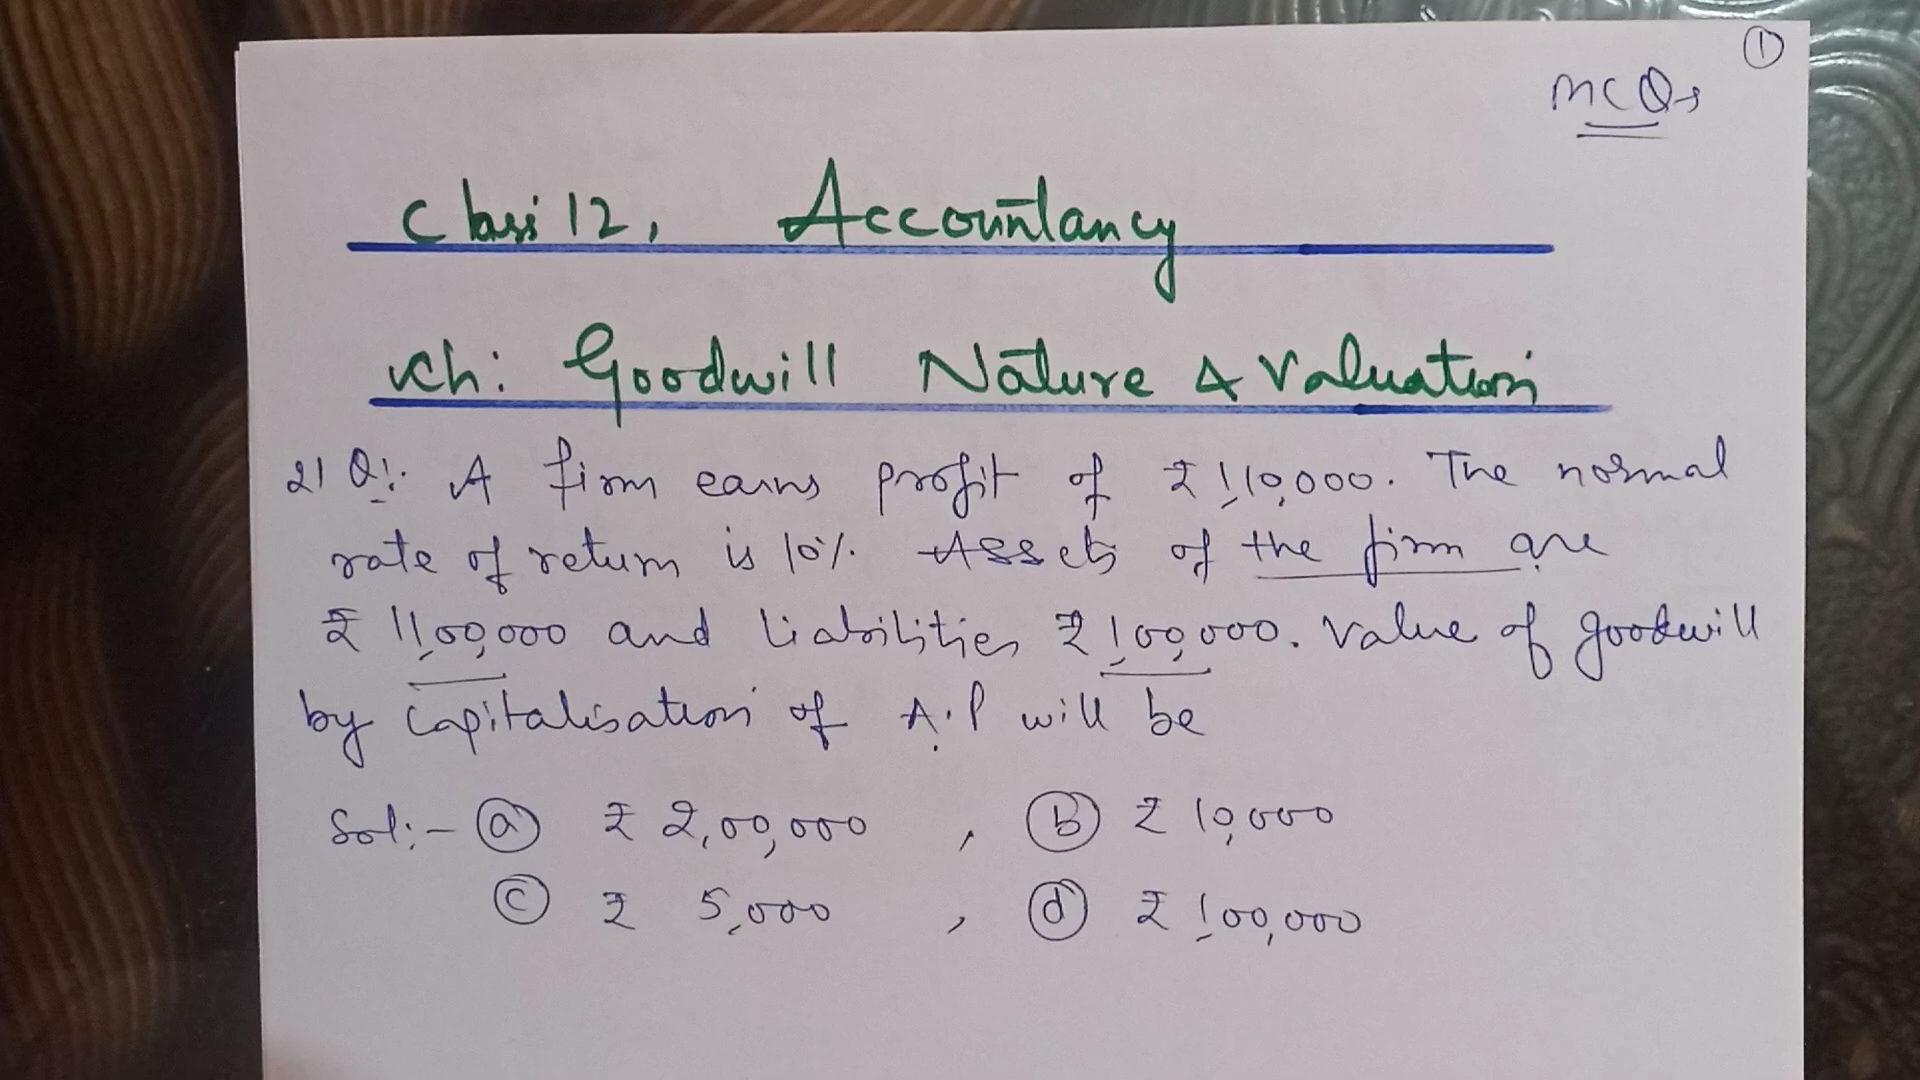 ①
MCQs
Class 12, Accountancy
Ch: Goodwill Nature & Valuation
21 Q: A firm earns profit of ₹ 1,10,000. The normal
rate of return is 10% Assets of the firm are
₹ 11,00,000 and liabilities ₹ 1,00,000. Value of goodwill
by Capitalisation of A.P will be
Sol:- ⓐ ₹ 2,00,000 , ⓑ ₹ 10,000
ⓒ ₹ 5,000 , ⓓ ₹ 1,00,000